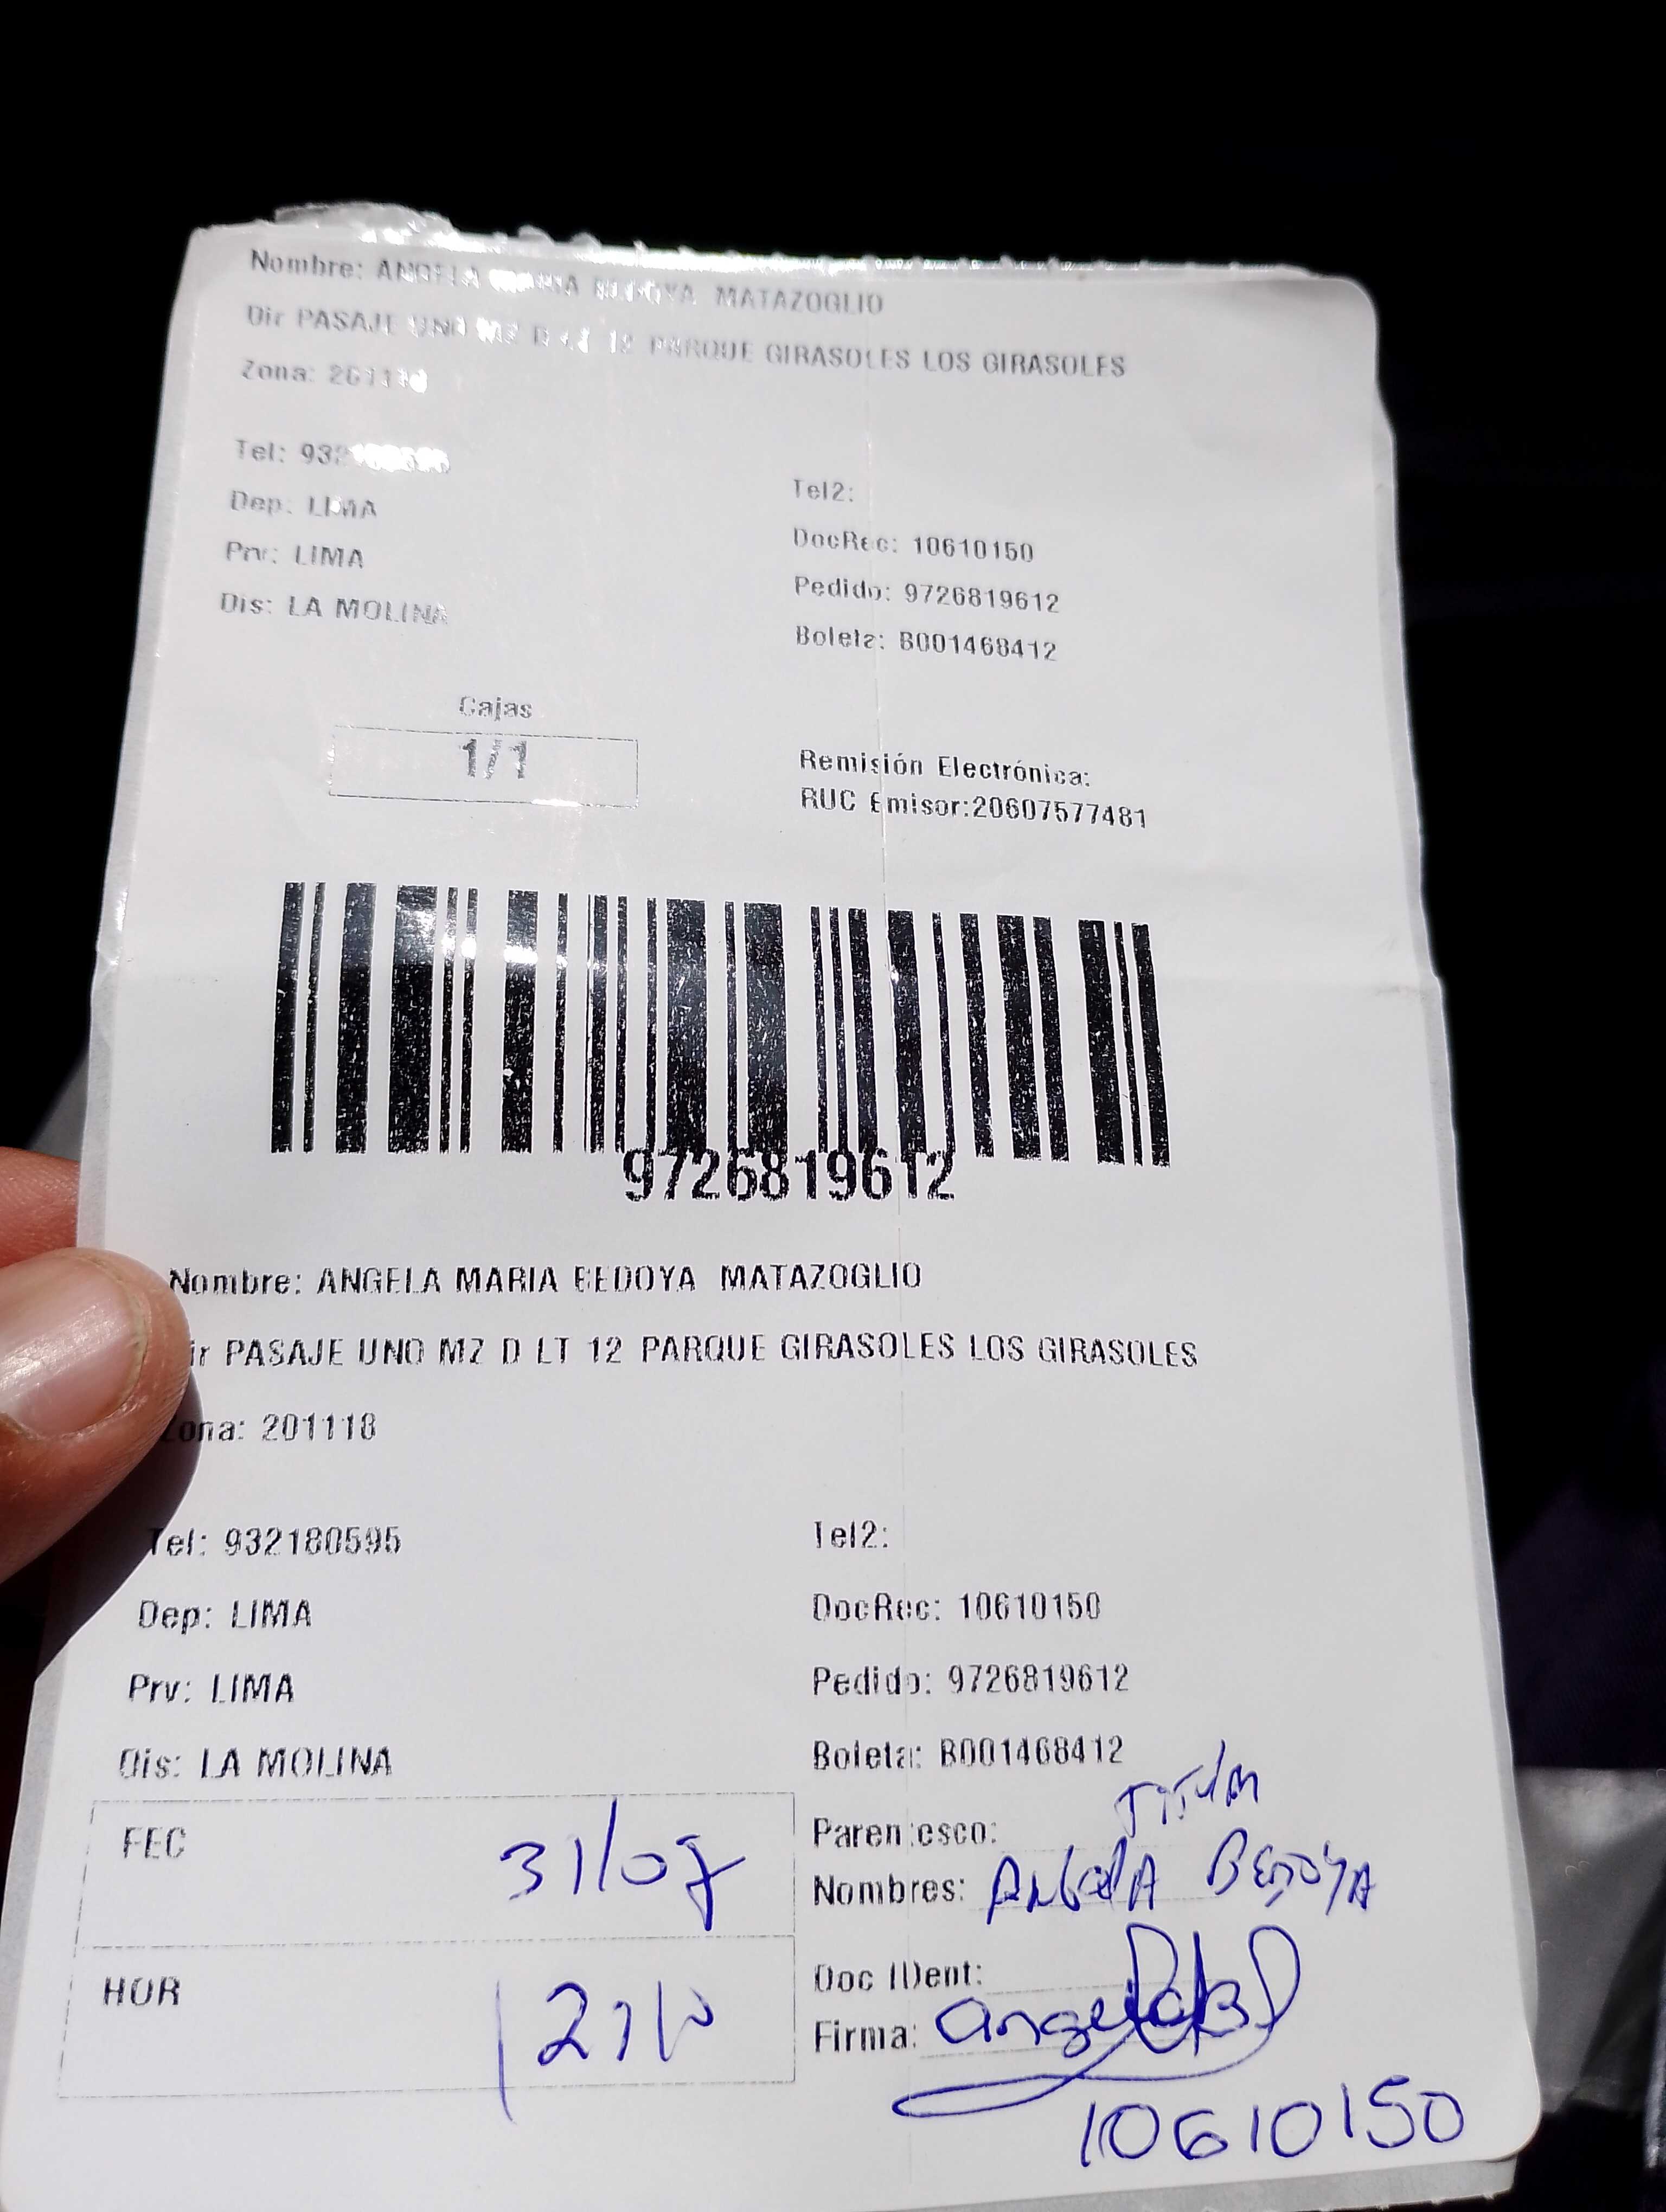 Nombre: ANGELA MARIA BEDOYA MATAZOGLIO
Dir PASAJE UNO MZ D LT 12 PARQUE GIRASOLES LOS GIRASOLES
Zona:
Tel:
Tel2:
Dep: LIMA
DocRec: 10610150
Prv: LIMA
Pedido: 9726819612
Dis: LA MOLINA
Boleta: B001468412
Cajas
1/1
Remisión Electrónica:
RUC Emisor:20607577481
9726819612
Nombre: ANGELA MARIA BEDOYA MATAZOGLIO
ir PASAJE UNO MZ D LT 12 PARQUE GIRASOLES LOS GIRASOLES
Zona: 201118
Tel: 932180595
Tel2:
Dep: LIMA
DocRec: 10610150
Prv: LIMA
Pedido: 9726819612
Dis: LA MOLINA
Boleta: B001468412
FEC 31/07
Parentesco:
Nombres: ANGELA BEDOYA
HOR
Doc IDent:
Firma:
10610150